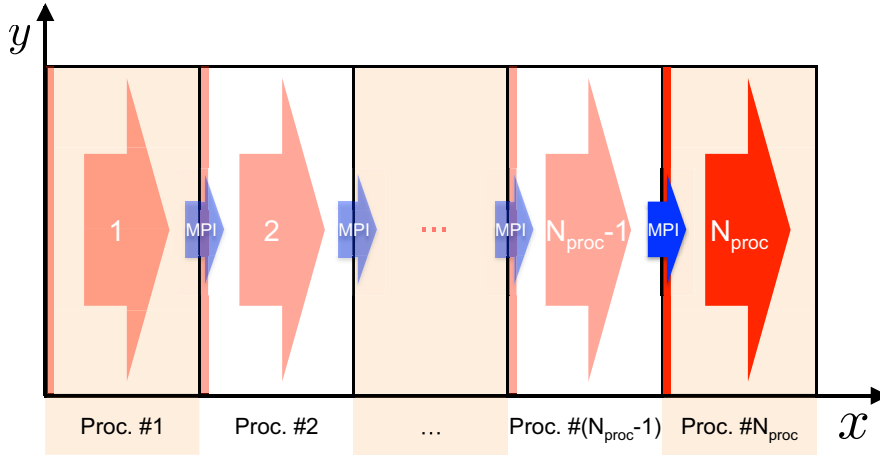 y
1 MPI 2 MPI ... MPI N_proc-1 MPI N_proc
Proc. #1 Proc. #2 ... Proc. #(N_proc-1) Proc. #N_proc
x